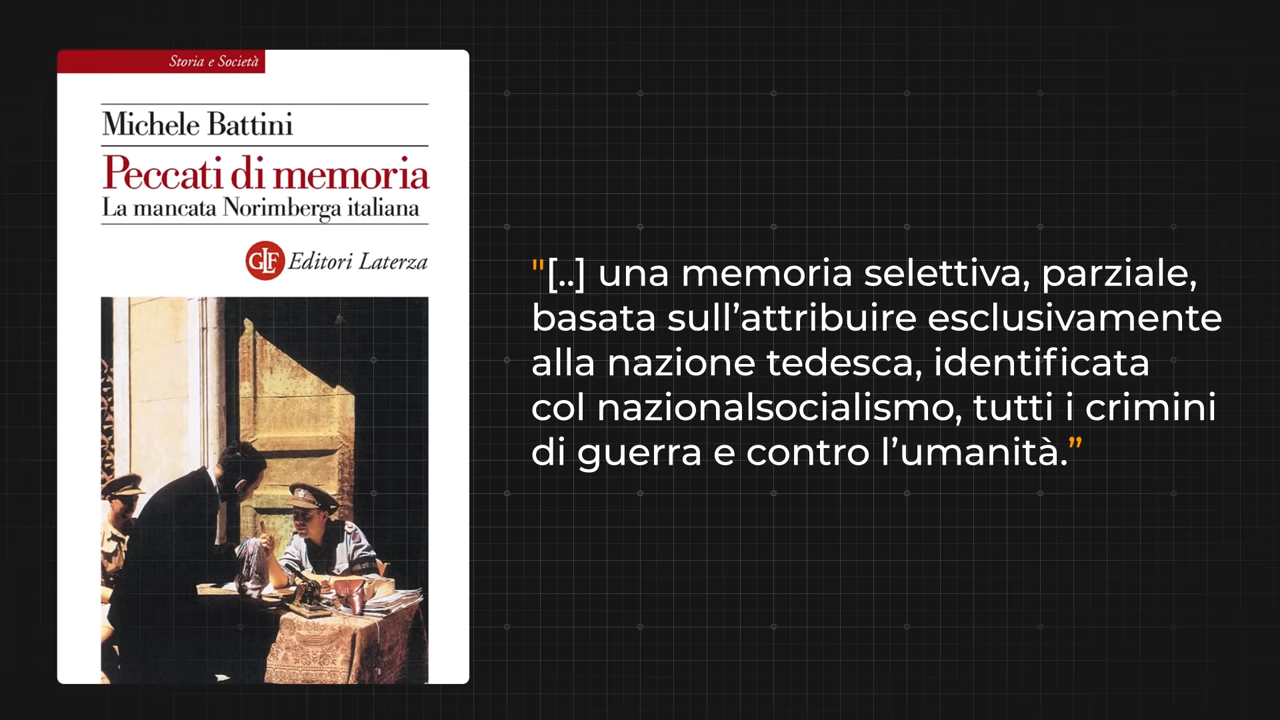 Storia e Società
Michele Battini
Peccati di memoria
La mancata Norimberga italiana
GLF Editori Laterza
"[..] una memoria selettiva, parziale,
basata sull’attribuire esclusivamente
alla nazione tedesca, identificata
col nazionalsocialismo, tutti i crimini
di guerra e contro l’umanità.”